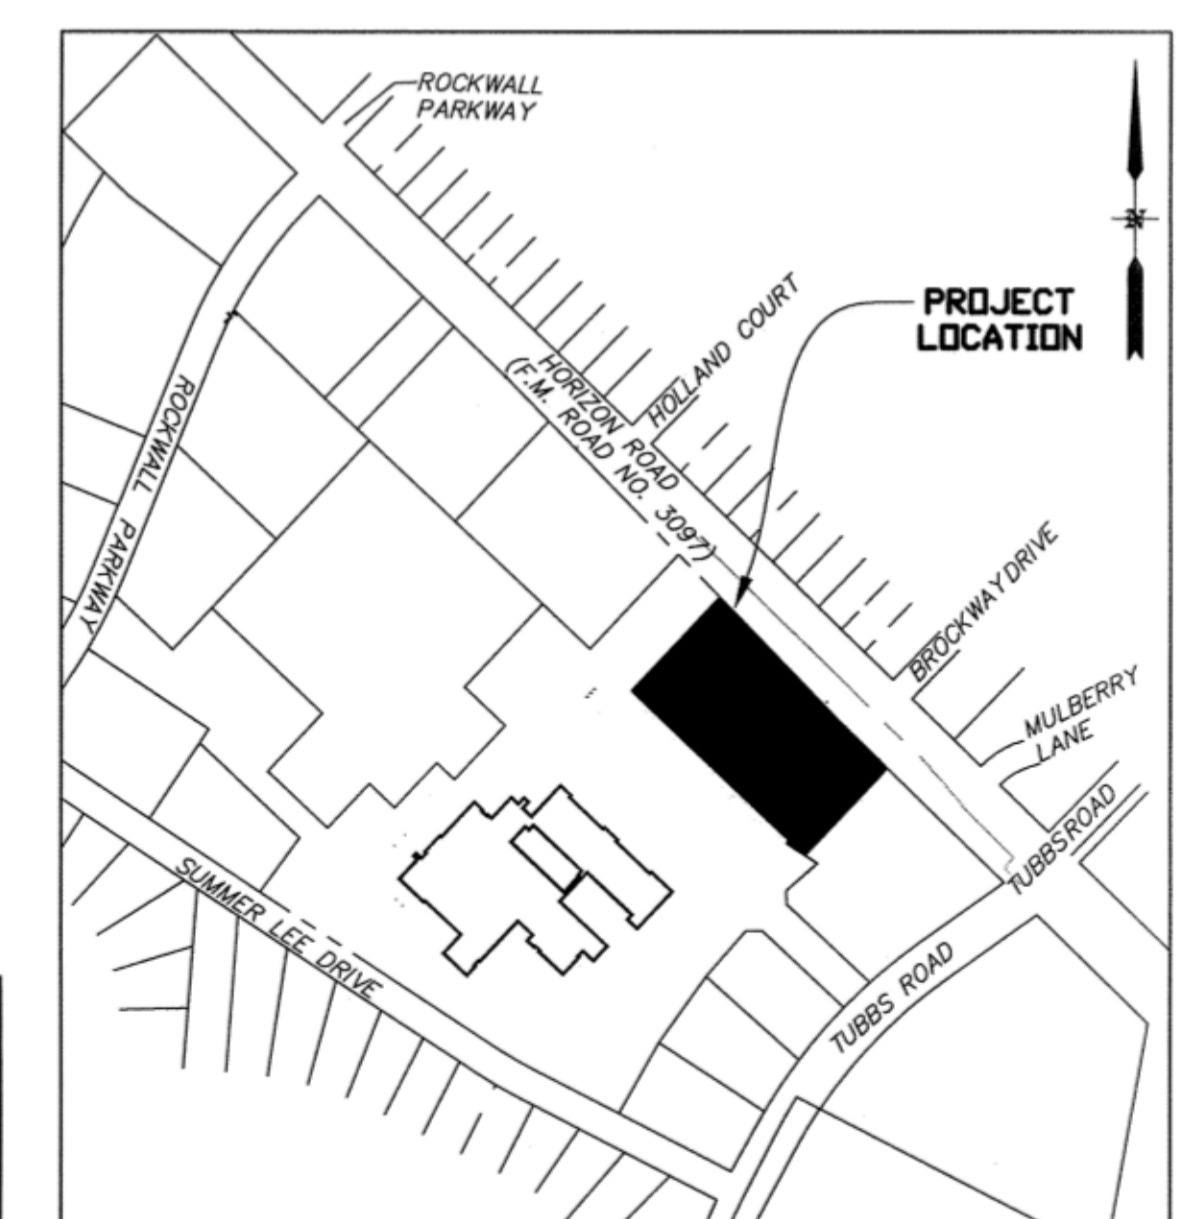 ROCKWALL
PARKWAY
N
HOLLAND COURT
PROJECT
LOCATION
HORIZON ROAD
(F.M. ROAD NO. 3097)
ROCKWALL PARKWAY
BROCKWAY DRIVE
MULBERRY
LANE
TUBBS ROAD
SUMMER LEE DRIVE
TUBBS ROAD